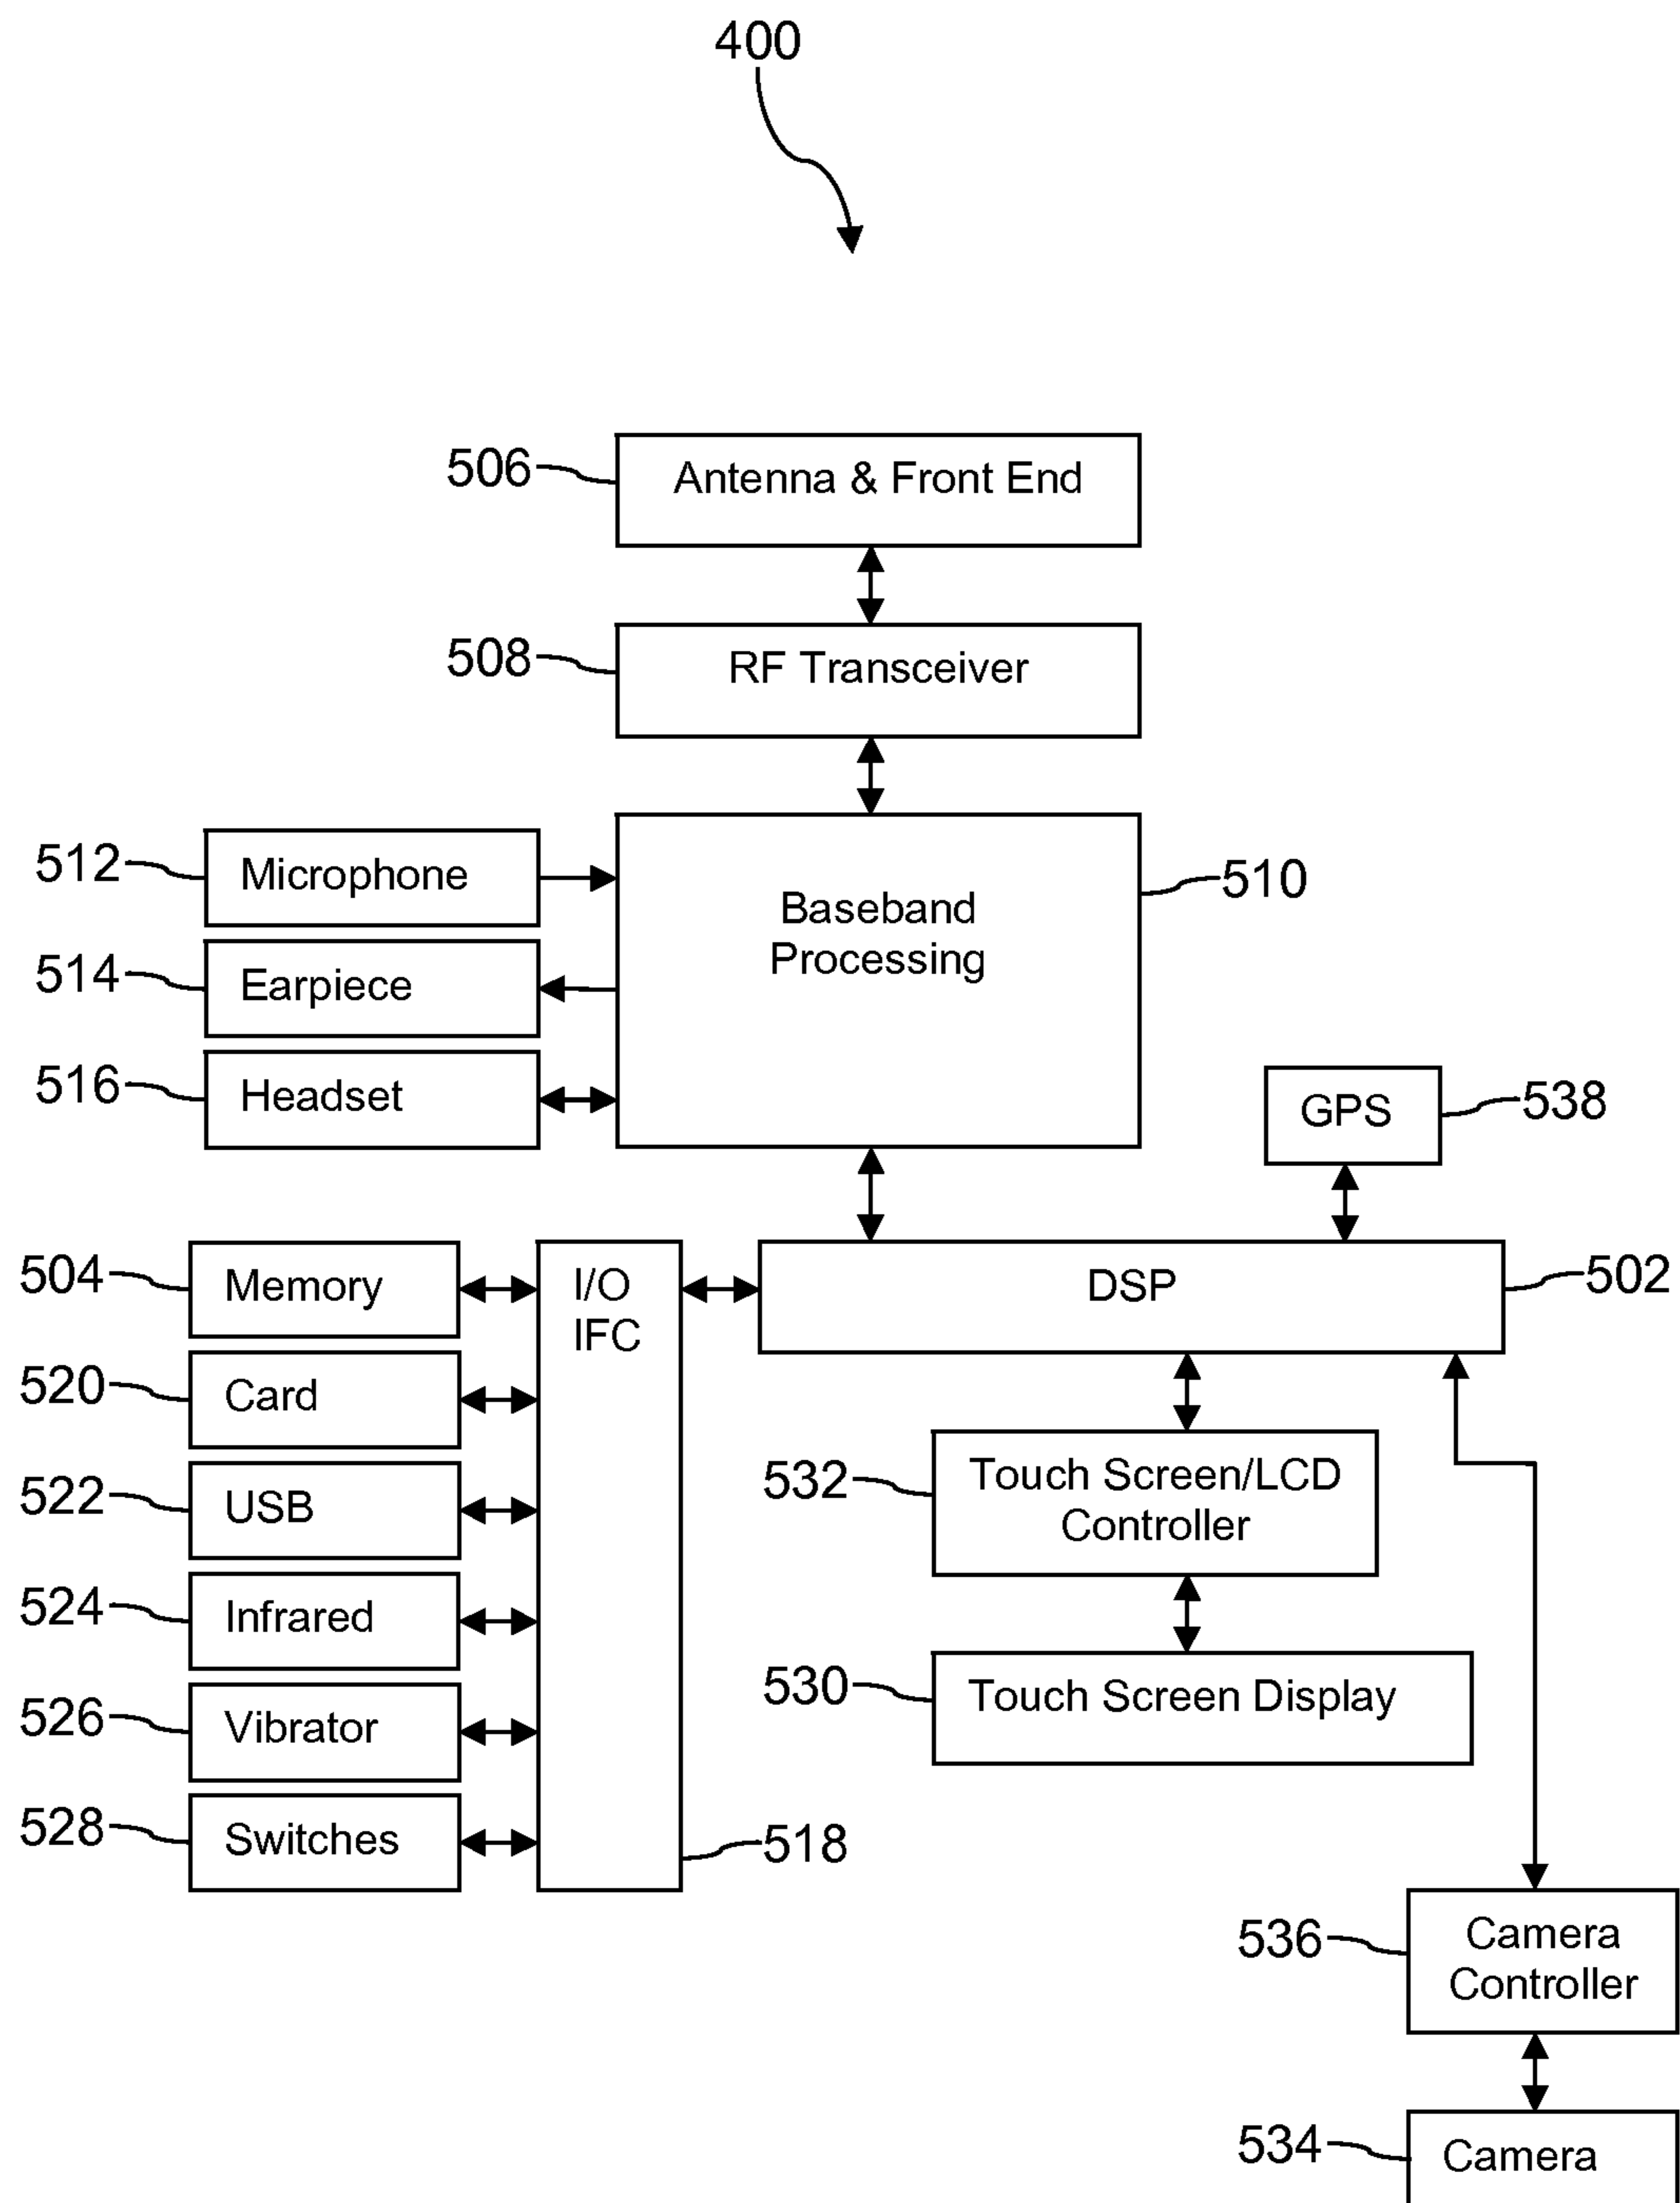 400
506
Antenna & Front End
508
RF Transceiver
512
Microphone
Baseband
Processing
510
514
Earpiece
516
Headset
GPS
538
504
Memory
I/O
IFC
DSP
502
520
Card
522
USB
532
Touch Screen/LCD
Controller
524
Infrared
526
Vibrator
530
Touch Screen Display
528
Switches
518
536
Camera
Controller
534
Camera